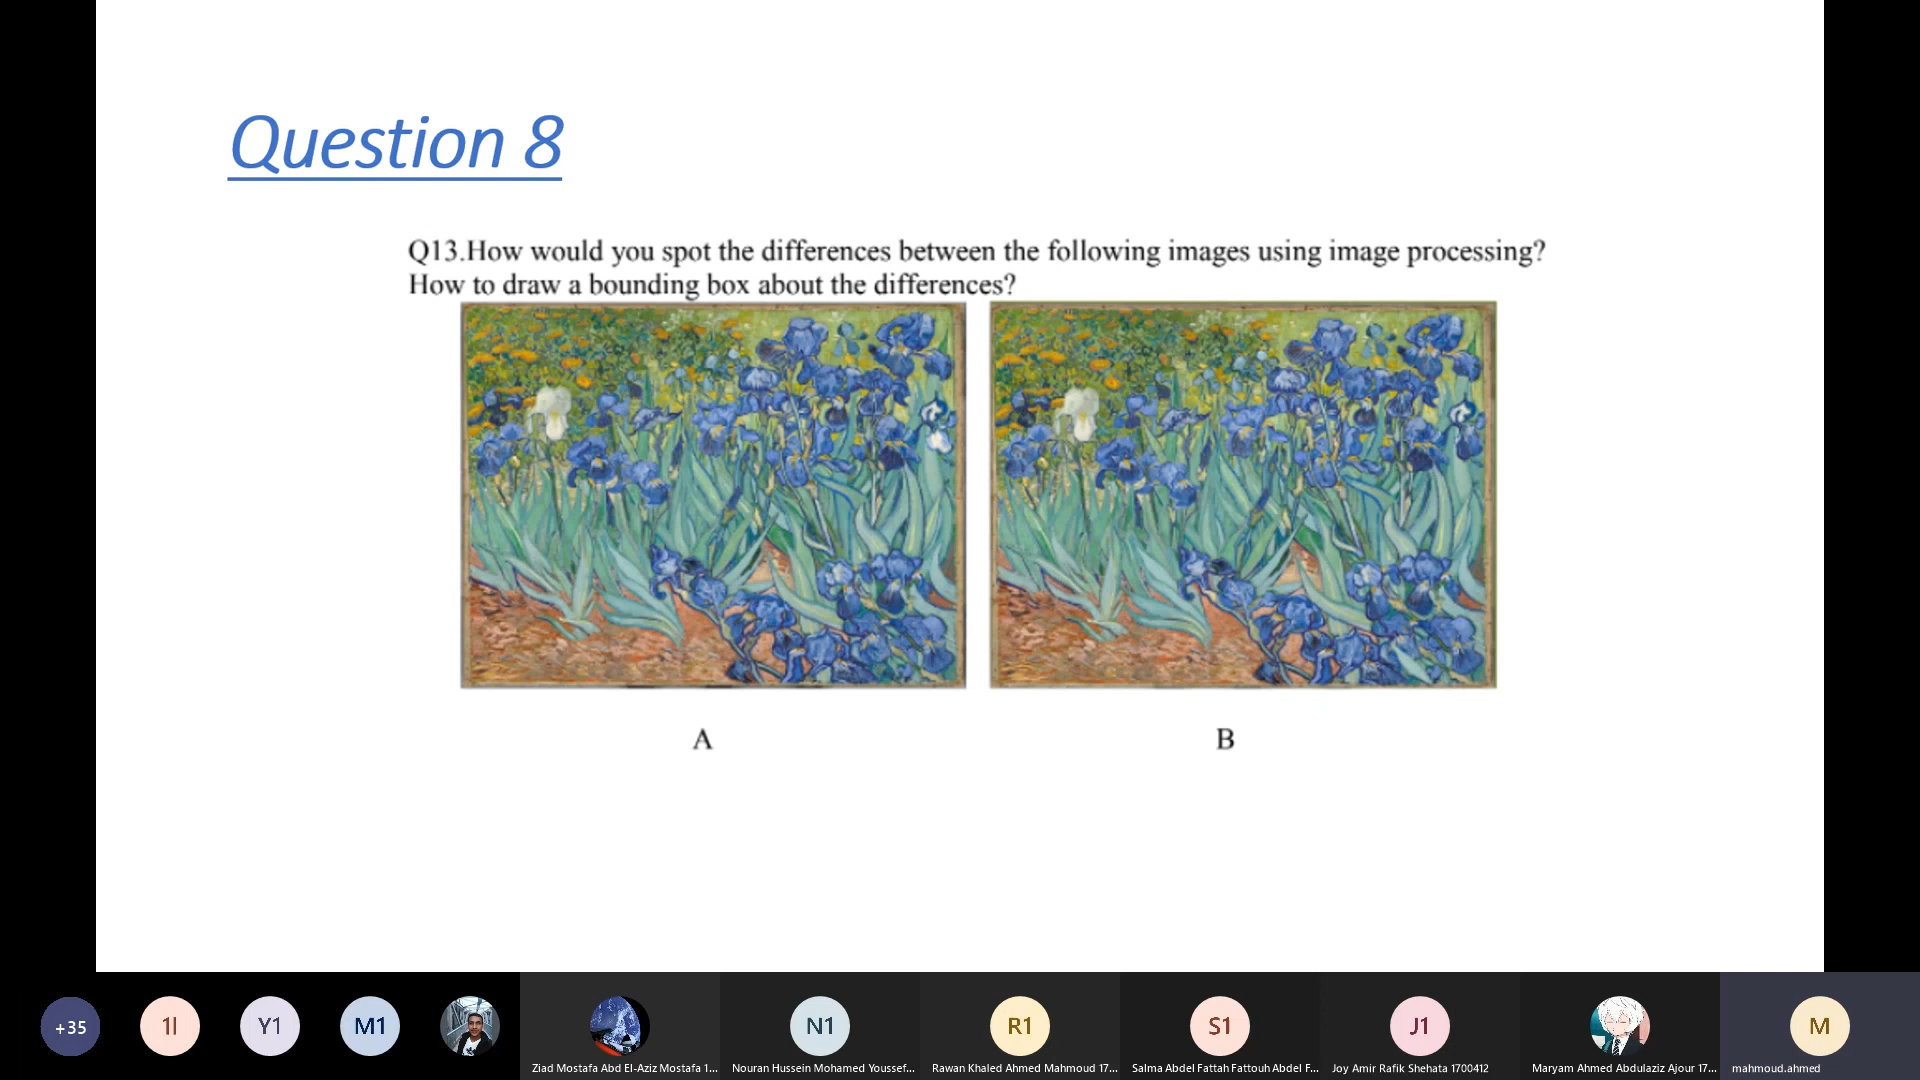 Question 8
Q13.How would you spot the differences between the following images using image processing?
How to draw a bounding box about the differences?
A
B
+35
1l
Y1
M1
N1
R1
S1
J1
M
Ziad Mostafa Abd El-Aziz Mostafa 1...
Nouran Hussein Mohamed Youssef...
Rawan Khaled Ahmed Mahmoud 17...
Salma Abdel Fattah Fattouh Abdel F...
Joy Amir Rafik Shehata 1700412
Maryam Ahmed Abdulaziz Ajour 17...
mahmoud.ahmed